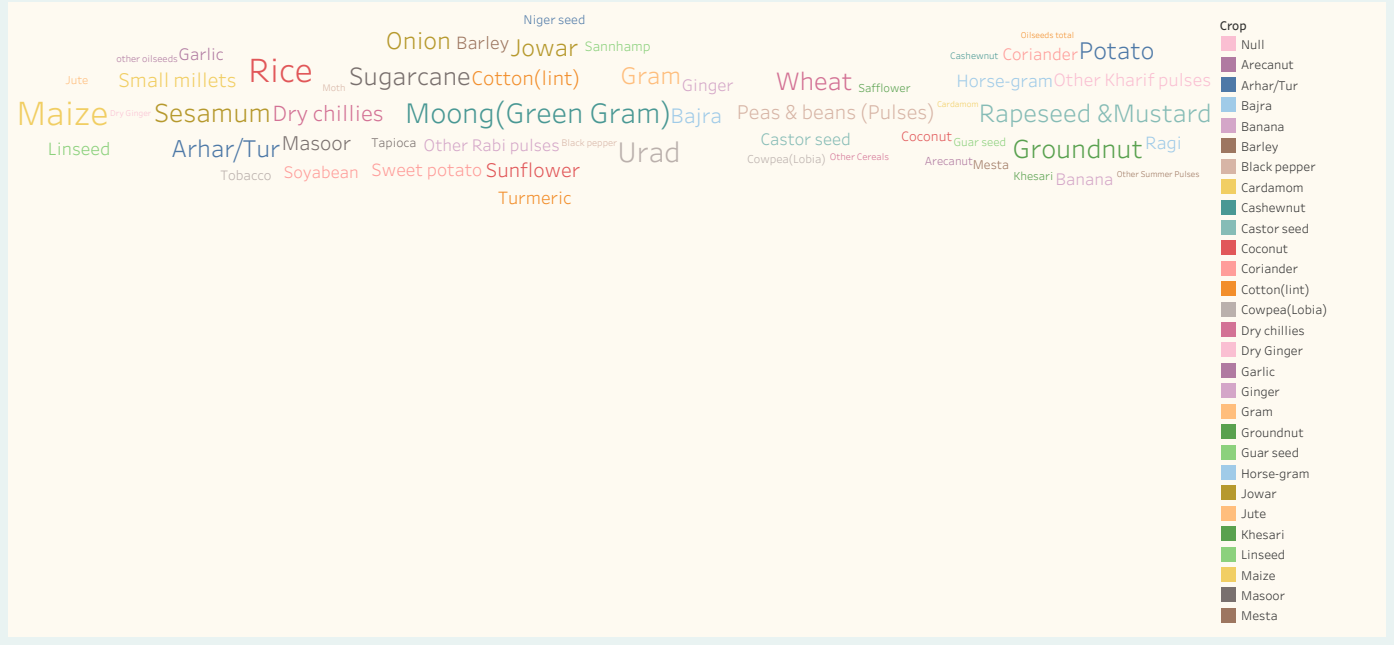 Niger seed
Onion Barley Jowar Sannhamp
other oilseeds Garlic
Jute Small millets Rice Moth Sugarcane Cotton(lint) Gram Ginger
Maize Dry Ginger Sesamum Dry chillies Moong(Green Gram) Bajra
Linseed Arhar/Tur Masoor Tapioca Other Rabi pulses Black pepper Urad
Tobacco Soyabean Sweet potato Sunflower
Turmeric
Oilseeds total
Cashewnut Coriander Potato
Wheat Safflower Horse-gram Other Kharif pulses
Peas & beans (Pulses) Cardamom Rapeseed &Mustard
Castor seed Coconut Guar seed Groundnut Ragi
Cowpea(Lobia) Other Cereals Arecanut Mesta
Khesari Banana Other Summer Pulses
Crop
Null
Arecanut
Arhar/Tur
Bajra
Banana
Barley
Black pepper
Cardamom
Cashewnut
Castor seed
Coconut
Coriander
Cotton(lint)
Cowpea(Lobia)
Dry chillies
Dry Ginger
Garlic
Ginger
Gram
Groundnut
Guar seed
Horse-gram
Jowar
Jute
Khesari
Linseed
Maize
Masoor
Mesta